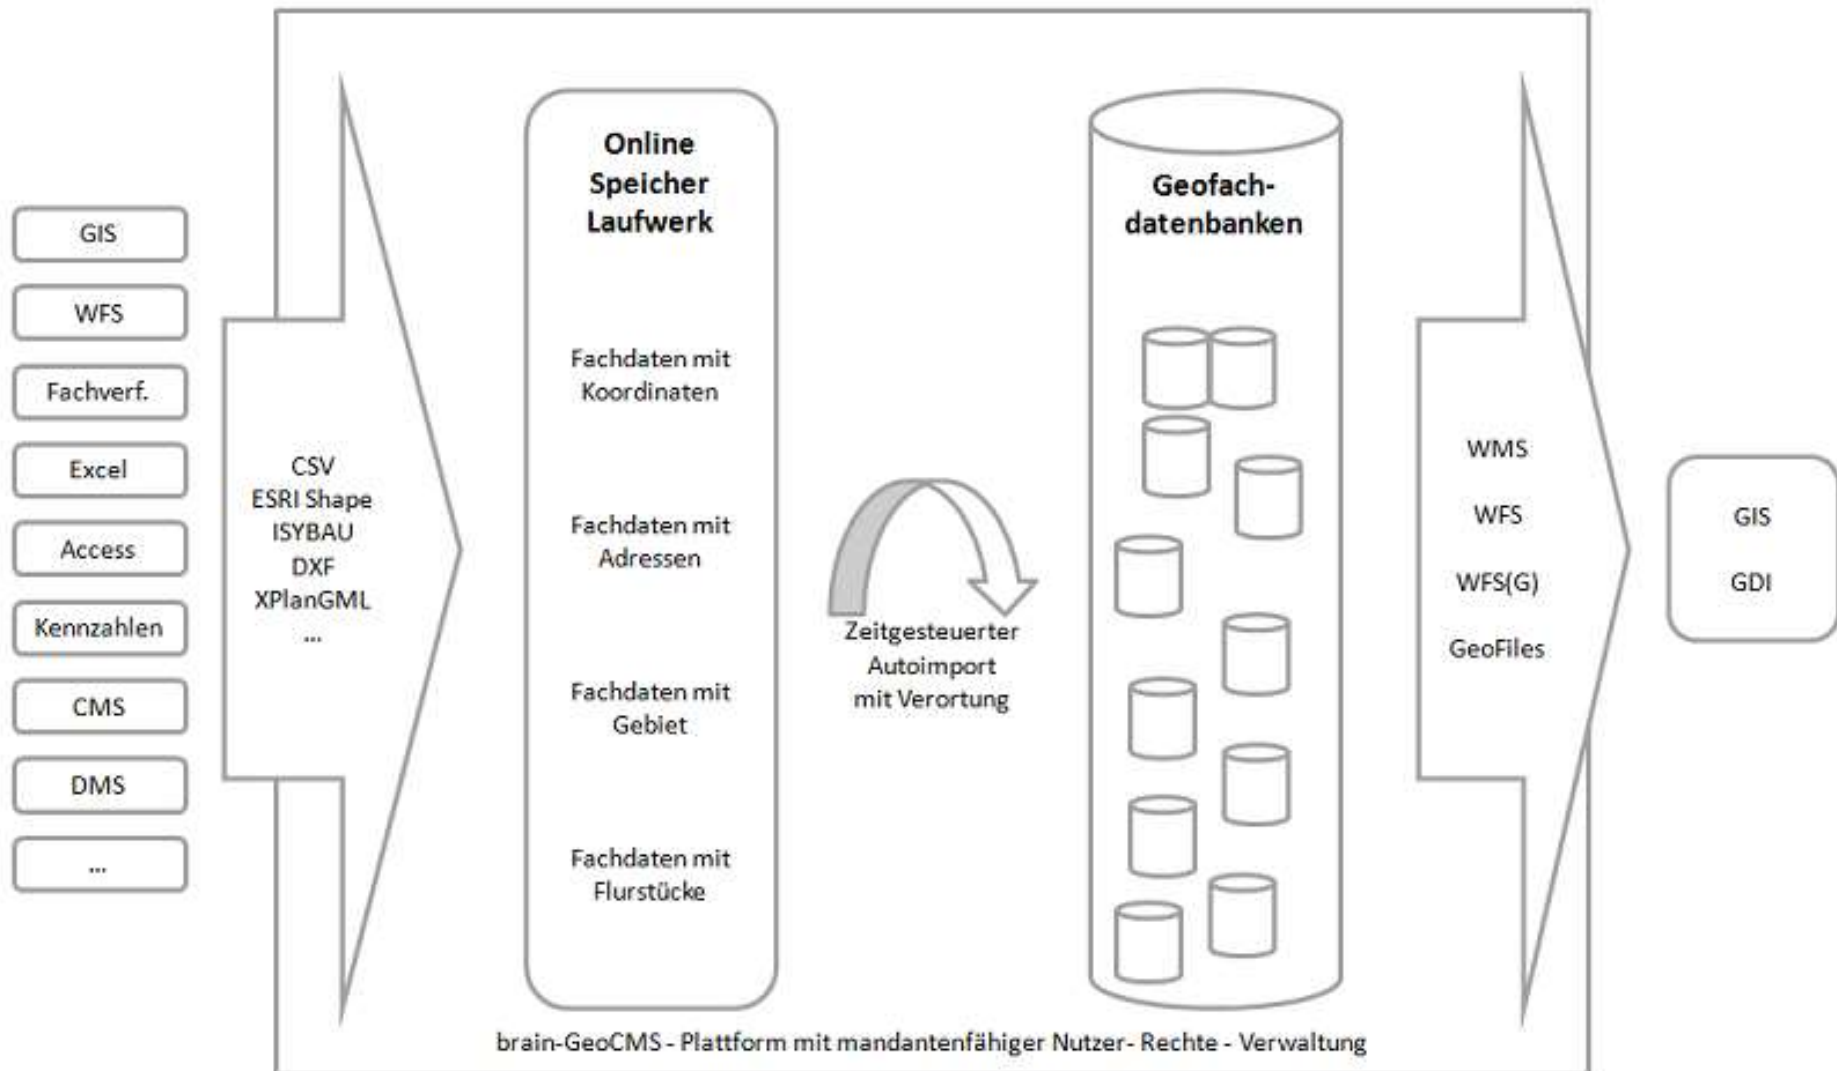 GIS
WFS
Fachverf.
Excel
Access
Kennzahlen
CMS
DMS
...
CSV
ESRI Shape
ISYBAU
DXF
XPlanGML
...
Online
Speicher
Laufwerk
Fachdaten mit
Koordinaten
Fachdaten mit
Adressen
Fachdaten mit
Gebiet
Fachdaten mit
Flurstücke
Zeitgesteuerter
Autoimport
mit Verortung
Geofach-
datenbanken
WMS
WFS
WFS(G)
GeoFiles
GIS
GDI
brain-GeoCMS - Plattform mit mandantenfähiger Nutzer- Rechte - Verwaltung